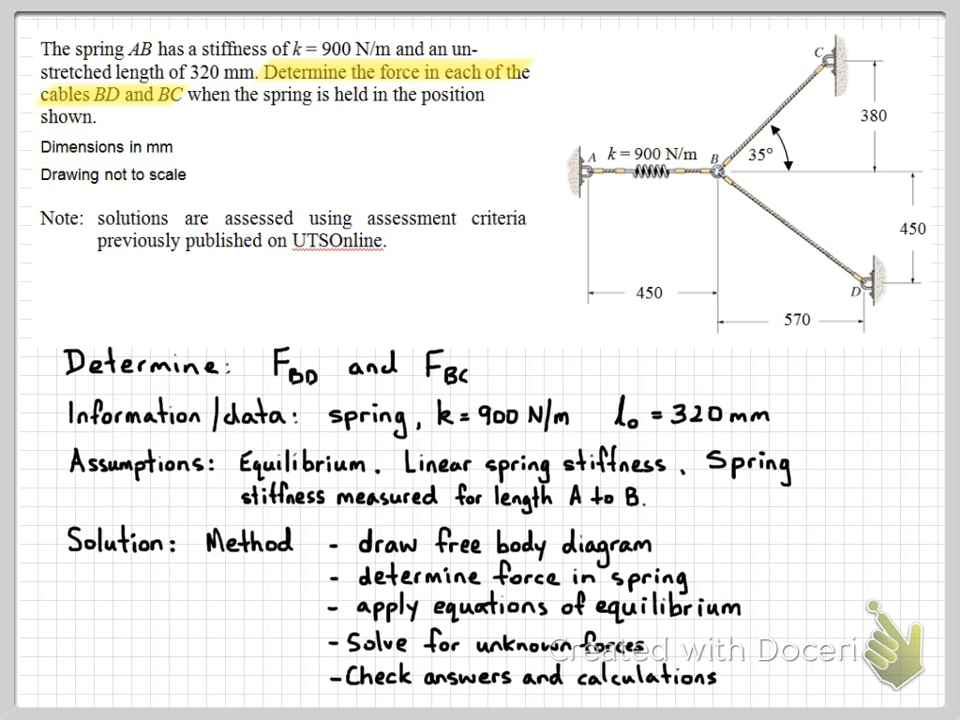 The spring AB has a stiffness of k = 900 N/m and an un-
stretched length of 320 mm. Determine the force in each of the
cables BD and BC when the spring is held in the position
shown.
Dimensions in mm
Drawing not to scale
Note: solutions are assessed using assessment criteria
previously published on UTSOnline.
C
380
A k = 900 N/m B 35°
450
D
450
570
Determine: F_BD and F_BC
Information/data: spring, k = 900 N/m l₀ = 320 mm
Assumptions: Equilibrium. Linear spring stiffness. Spring
stiffness measured for length A to B.
Solution: Method - draw free body diagram
- determine force in spring
- apply equations of equilibrium
- Solve for unknown forces
Created with Doceri
- Check answers and calculations